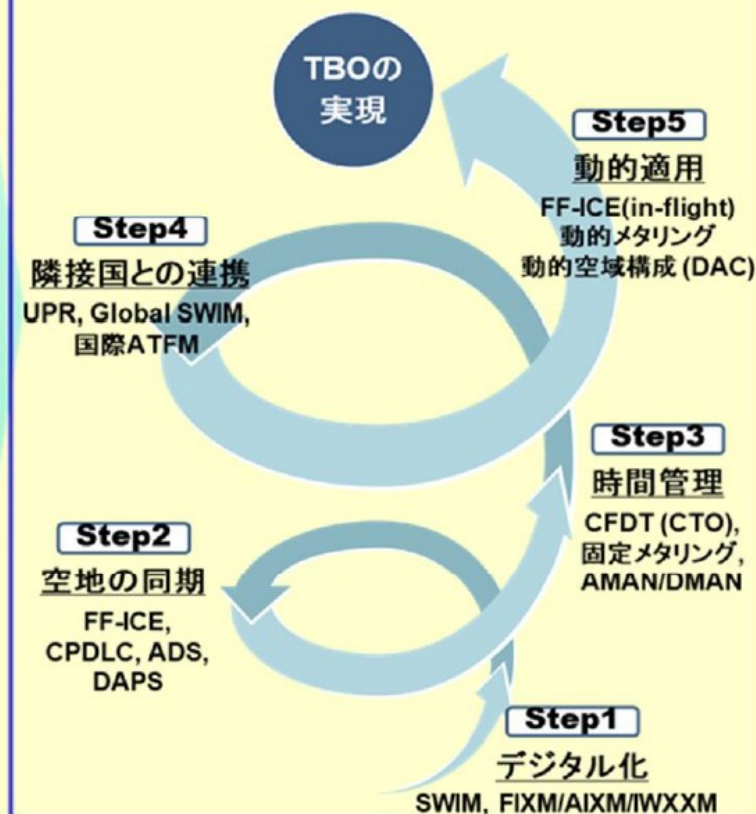 TBOの
実現
Step5
動的適用
FF-ICE(in-flight)
動的メタリング
動的空域構成 (DAC)
Step4
隣接国との連携
UPR, Global SWIM,
国際ATFM
Step3
時間管理
CFDT (CTO),
固定メタリング,
AMAN/DMAN
Step2
空地の同期
FF-ICE,
CPDLC, ADS,
DAPS
Step1
デジタル化
SWIM, FIXM/AIXM/IWXXM